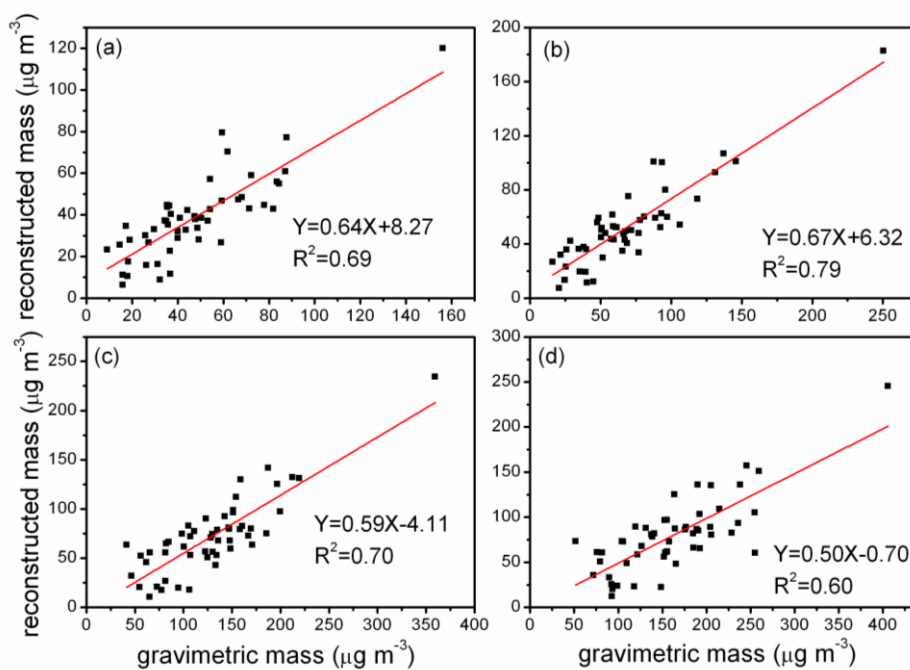 (a)
reconstructed mass (μg m⁻³)
120
100
80
60
40
20
0
0 20 40 60 80 100 120 140 160
Y=0.64X+8.27
R²=0.69
(b)
200
160
120
80
40
0
0 50 100 150 200 250
Y=0.67X+6.32
R²=0.79
(c)
reconstructed mass (μg m⁻³)
250
200
150
100
50
0
0 50 100 150 200 250 300 350 400
gravimetric mass (μg m⁻³)
Y=0.59X-4.11
R²=0.70
(d)
300
250
200
150
100
50
0
0 50 100 150 200 250 300 350 400 450
gravimetric mass (μg m⁻³)
Y=0.50X-0.70
R²=0.60